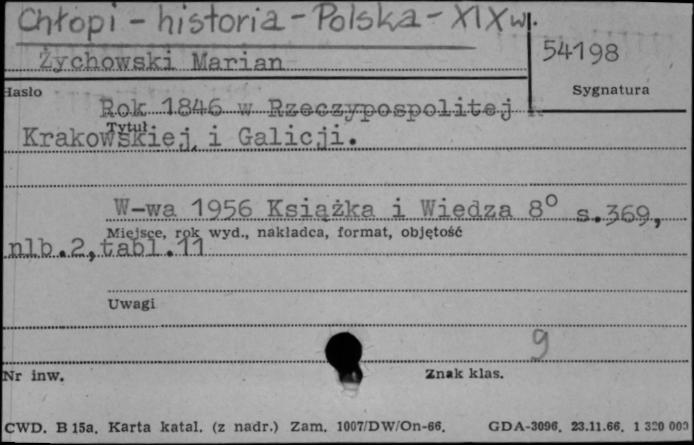 Chłopi - historia - Polska - XIX w.
54198
Żychowski Marian
Hasło
Sygnatura
Rok 1846 w Rzeczypospolitej
Tytuł
Krakowskiej i Galicji.
W-wa 1956 Książka i Wiedza 8° s.369,
Miejsce, rok wyd., nakładca, format, objętość
nlb.2,tabl.11
Uwagi
9
Nr inw.
Znak klas.
CWD. B 15a. Karta katal. (z nadr.) Zam. 1007/DW/On-66. GDA-3096. 23.11.66. 1 320 000